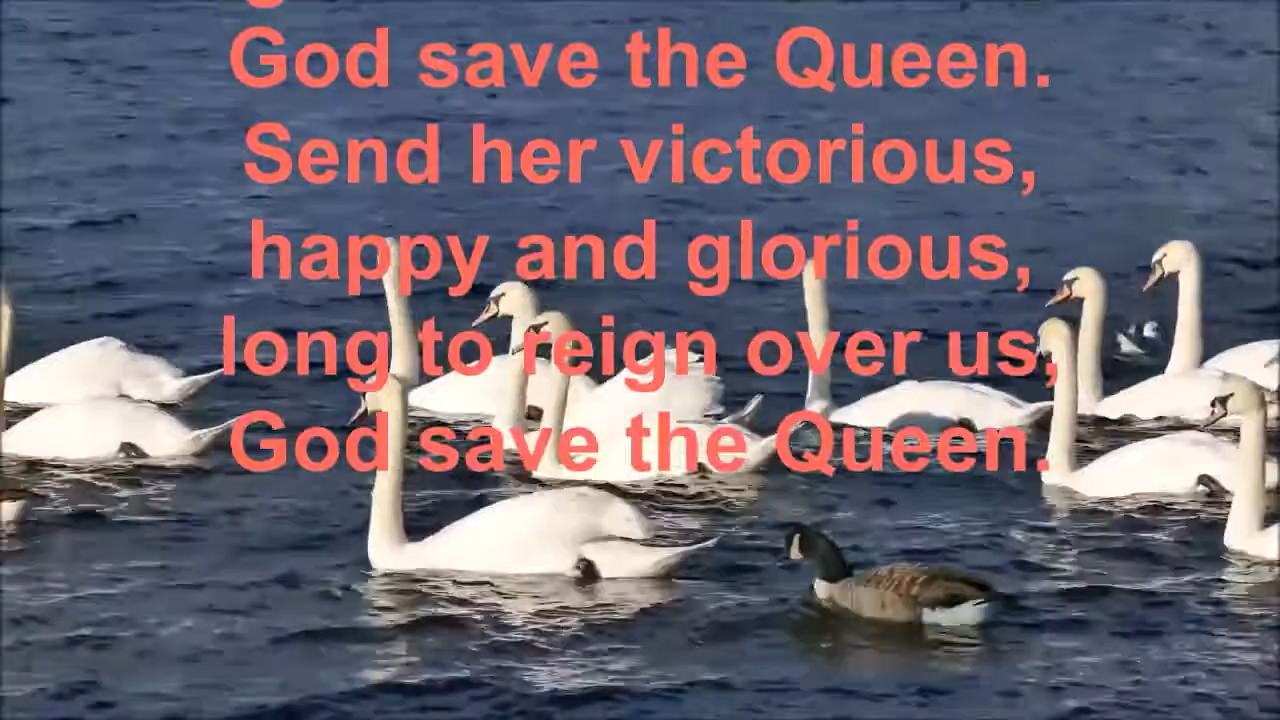 God save the Queen.
Send her victorious,
happy and glorious,
long to reign over us,
God save the Queen.